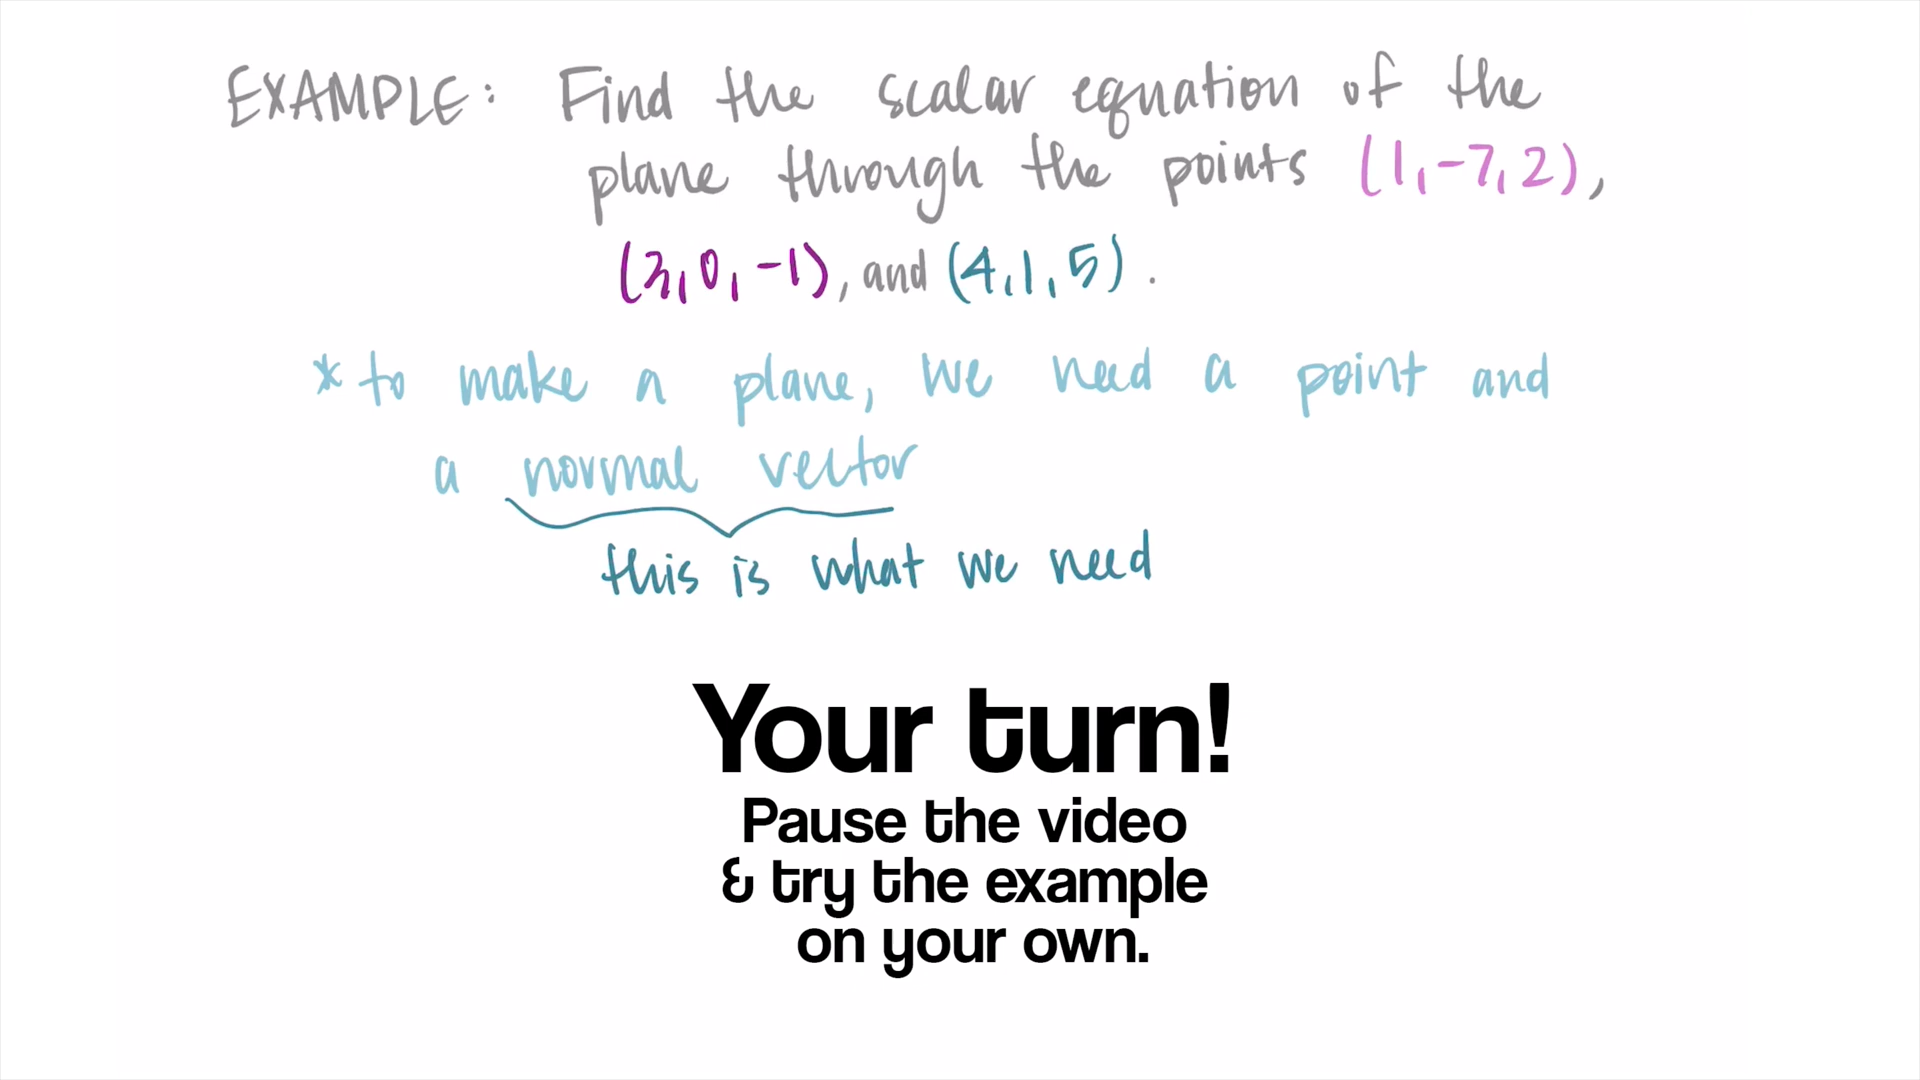 EXAMPLE: Find the scalar equation of the
plane through the points (1,-7,2),
(3,0,-1), and (4,1,5).
*to make a plane, we need a point and
a normal vector
this is what we need
Your turn!
Pause the video
& try the example
on your own.